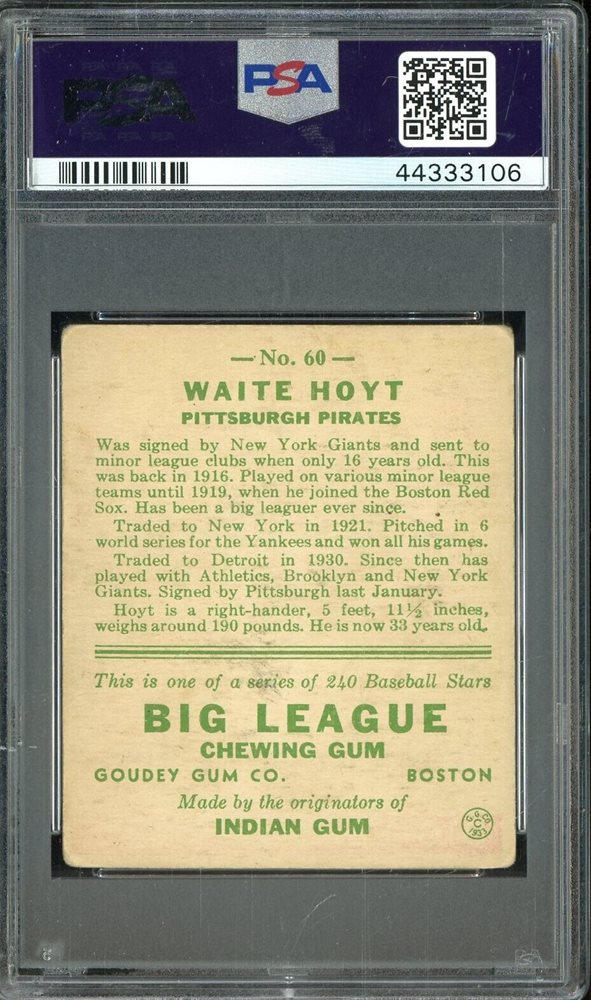 PSA
PSA
44333106
— No. 60 —
WAITE HOYT
PITTSBURGH PIRATES
Was signed by New York Giants and sent to
minor league clubs when only 16 years old. This
was back in 1916. Played on various minor league
teams until 1919, when he joined the Boston Red
Sox. Has been a big leaguer ever since.
Traded to New York in 1921. Pitched in 6
world series for the Yankees and won all his games.
Traded to Detroit in 1930. Since then has
played with Athletics, Brooklyn and New York
Giants. Signed by Pittsburgh last January.
Hoyt is a right-hander, 5 feet, 11½ inches,
weighs around 190 pounds. He is now 33 years old.
This is one of a series of 240 Baseball Stars
BIG LEAGUE
CHEWING GUM
GOUDEY GUM CO. BOSTON
Made by the originators of
INDIAN GUM
G. G. CO.
C
1933
PSA